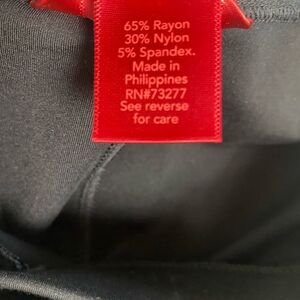 65% Rayon
30% Nylon
5% Spandex.
Made in
Philippines
RN#73277
See reverse
for care